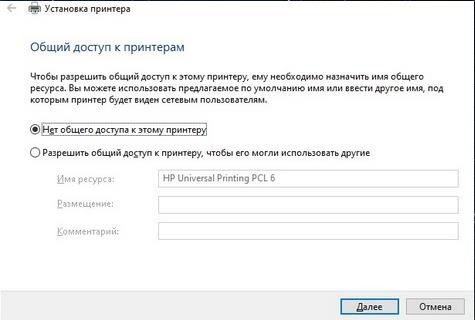 Установка принтера
Общий доступ к принтерам
Чтобы разрешить общий доступ к этому принтеру, ему необходимо назначить имя общего
ресурса. Вы можете использовать предлагаемое по умолчанию имя или ввести другое имя, под
которым принтер будет виден сетевым пользователям.
Нет общего доступа к этому принтеру
Разрешить общий доступ к принтеру, чтобы его могли использовать другие
Имя ресурса: HP Universal Printing PCL 6
Размещение:
Комментарий:
Далее Отмена